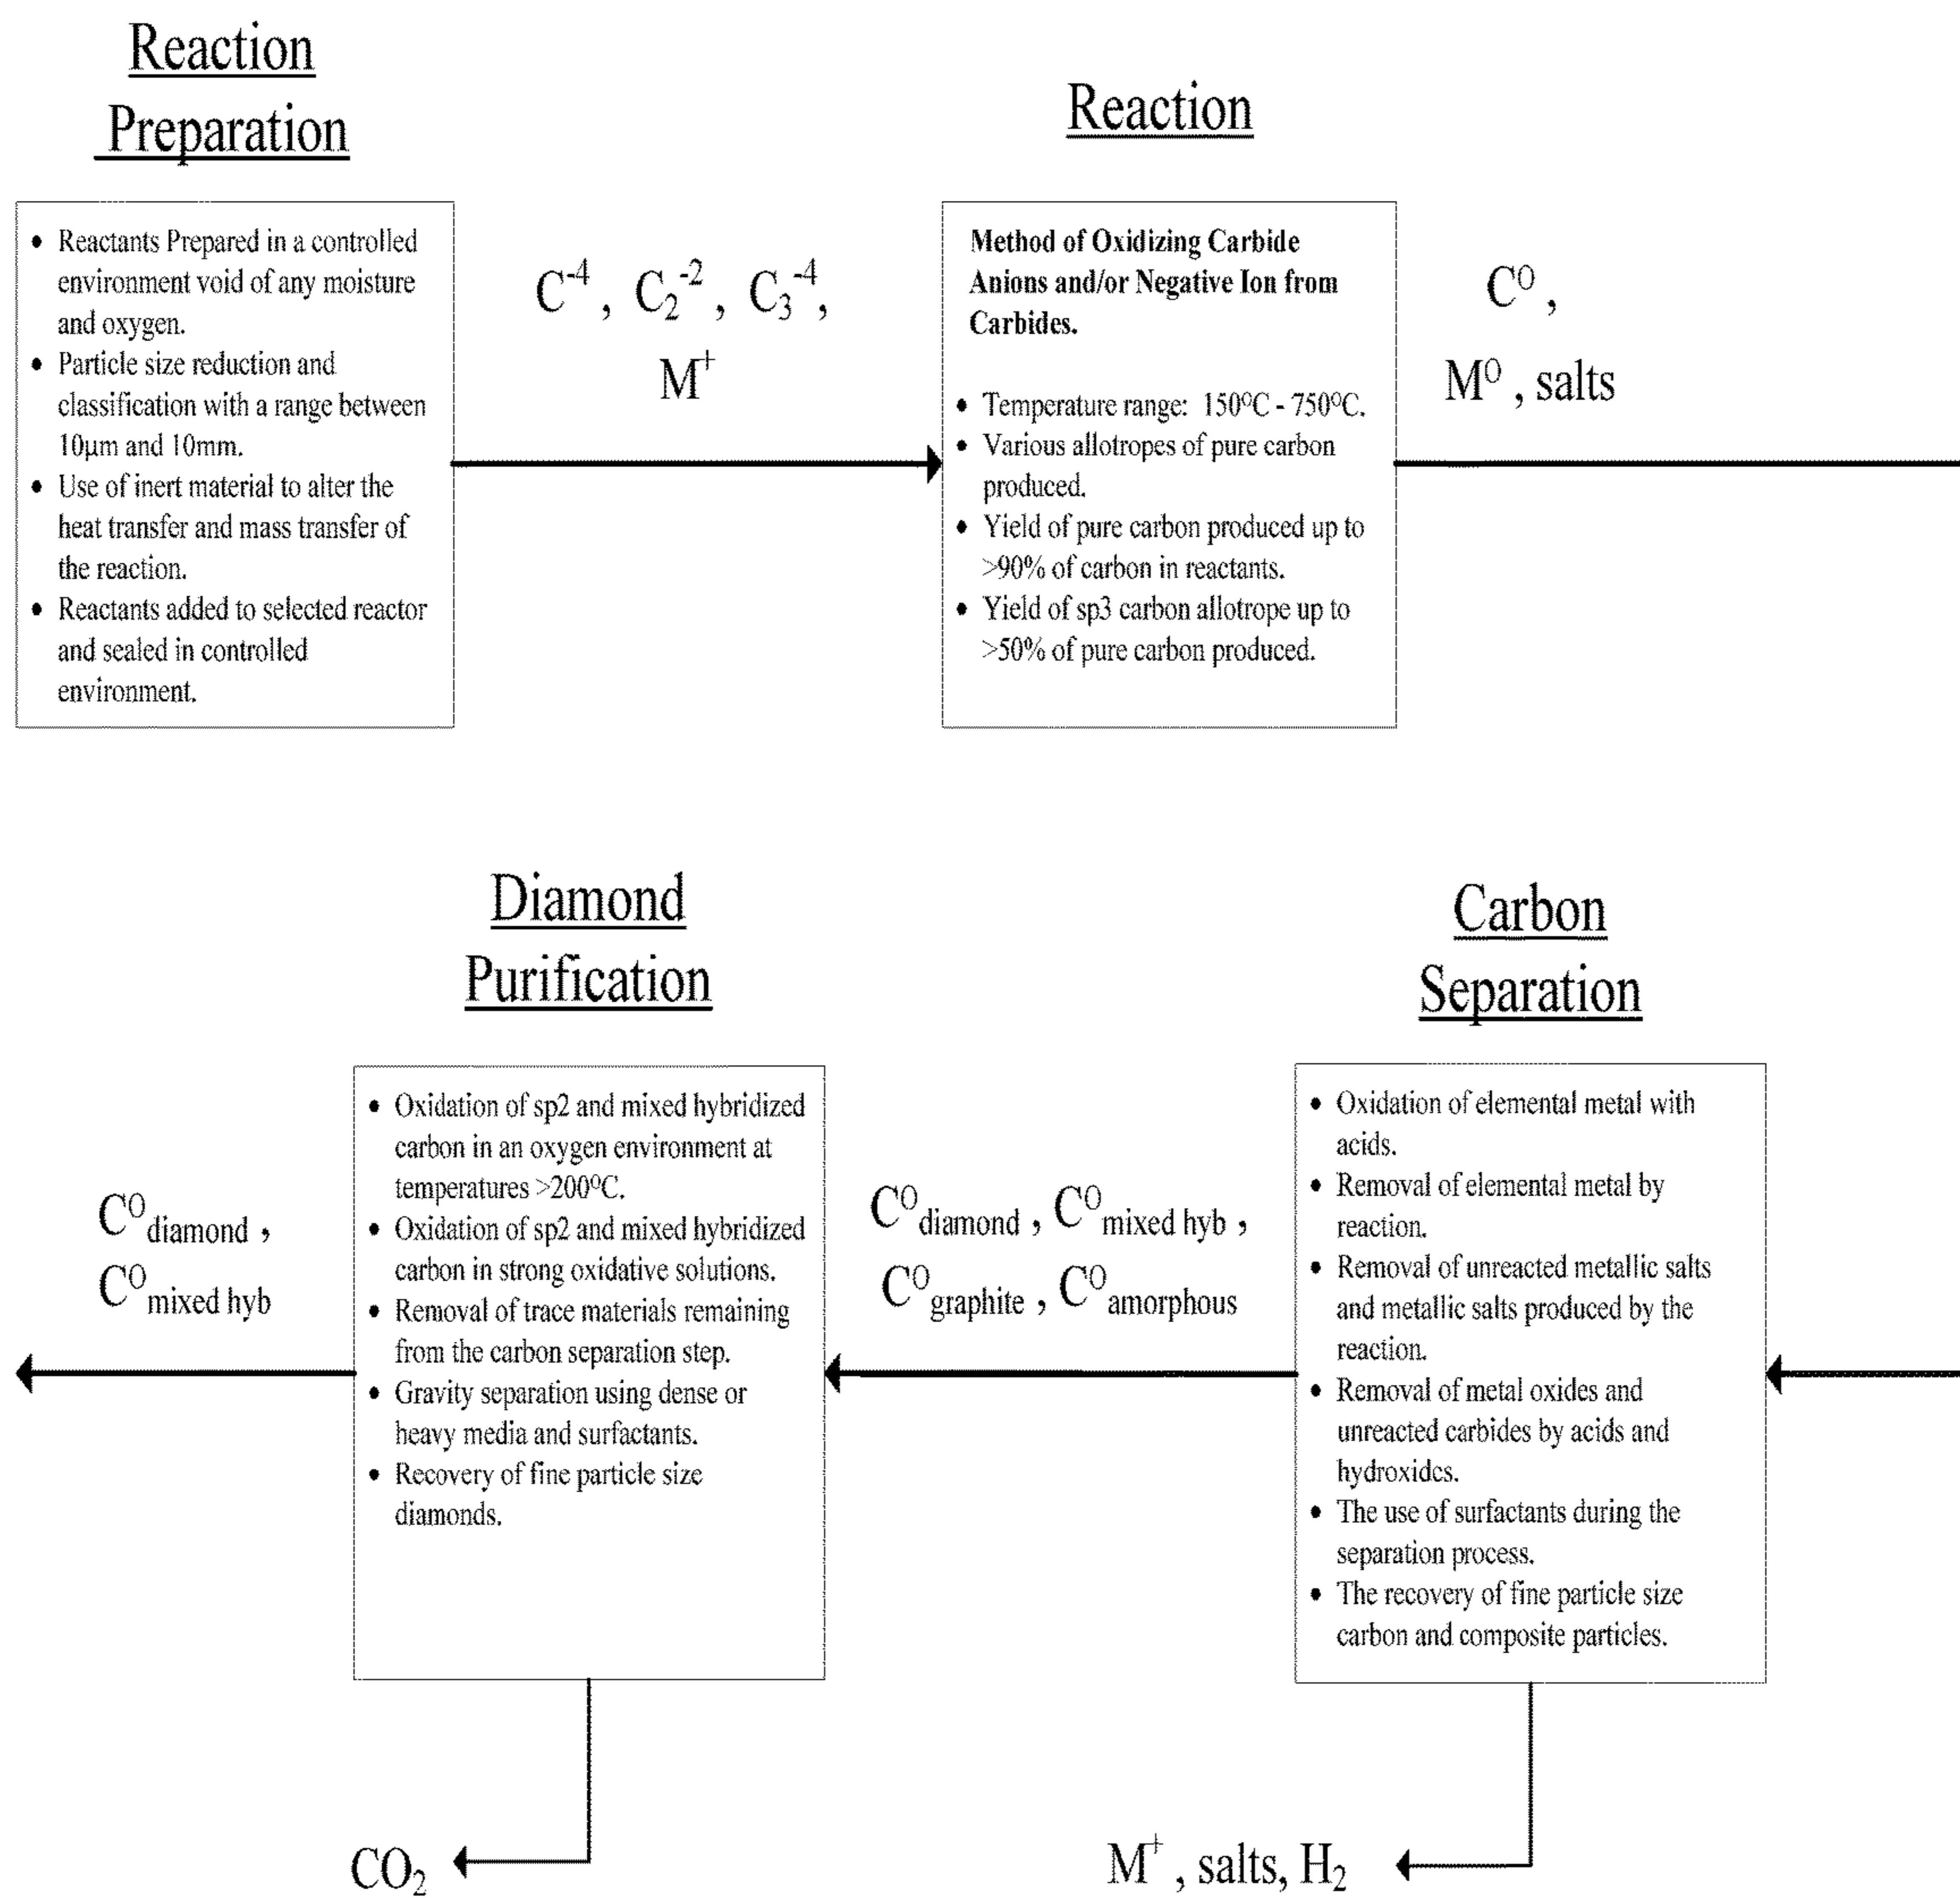 Reaction
Preparation
• Reactants Prepared in a controlled
environment void of any moisture
and oxygen.
• Particle size reduction and
classification with a range between
10µm and 10mm.
• Use of inert material to alter the
heat transfer and mass transfer of
the reaction.
• Reactants added to selected reactor
and sealed in controlled
environment.
C⁻⁴ , C₂⁻² , C₃⁻⁴,
M⁺
Reaction
Method of Oxidizing Carbide
Anions and/or Negative Ion from
Carbides.
• Temperature range: 150⁰C - 750⁰C.
• Various allotropes of pure carbon
produced.
• Yield of pure carbon produced up to
>90% of carbon in reactants.
• Yield of sp3 carbon allotrope up to
>50% of pure carbon produced.
C⁰ ,
M⁰ , salts
Carbon
Separation
• Oxidation of elemental metal with
acids.
• Removal of elemental metal by
reaction.
• Removal of unreacted metallic salts
and metallic salts produced by the
reaction.
• Removal of metal oxides and
unreacted carbides by acids and
hydroxides.
• The use of surfactants during the
separation process.
• The recovery of fine particle size
carbon and composite particles.
M⁺ , salts, H₂
C⁰diamond , C⁰mixed hyb ,
C⁰graphite , C⁰amorphous
Diamond
Purification
• Oxidation of sp2 and mixed hybridized
carbon in an oxygen environment at
temperatures >200⁰C.
• Oxidation of sp2 and mixed hybridized
carbon in strong oxidative solutions.
• Removal of trace materials remaining
from the carbon separation step.
• Gravity separation using dense or
heavy media and surfactants.
• Recovery of fine particle size
diamonds.
CO₂
C⁰diamond ,
C⁰mixed hyb